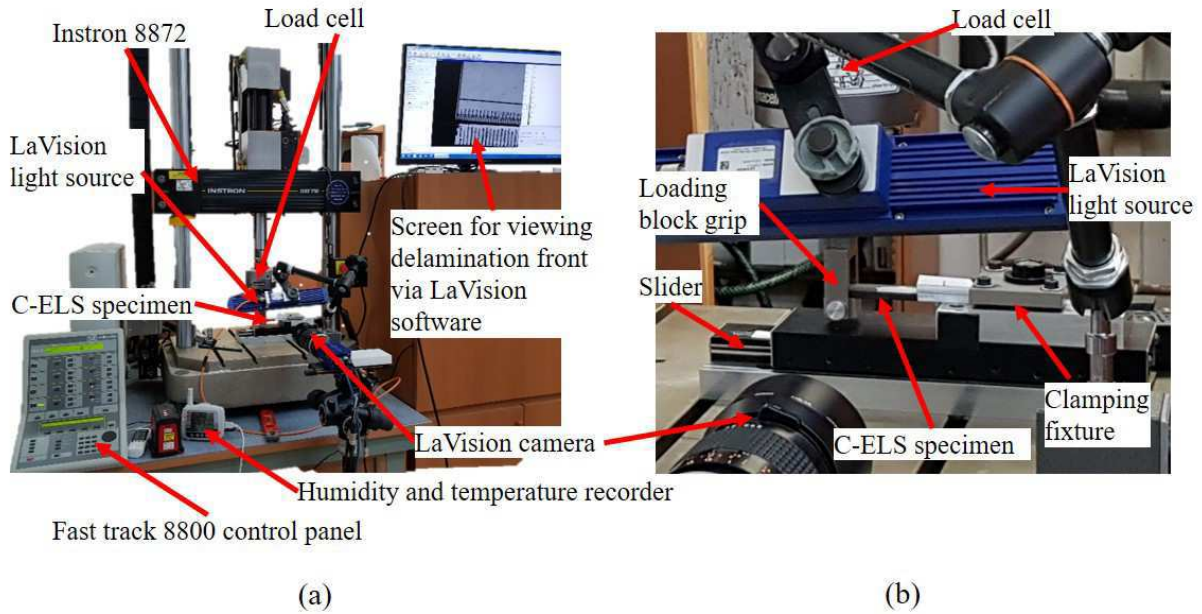 Load cell
Instron 8872
LaVision
light source
INSTRON
Screen for viewing
delamination front
via LaVision
software
C-ELS specimen
LaVision camera
Humidity and temperature recorder
Fast track 8800 control panel
(a)
Load cell
Loading
block grip
LaVision
light source
Slider
Clamping
fixture
C-ELS specimen
(b)